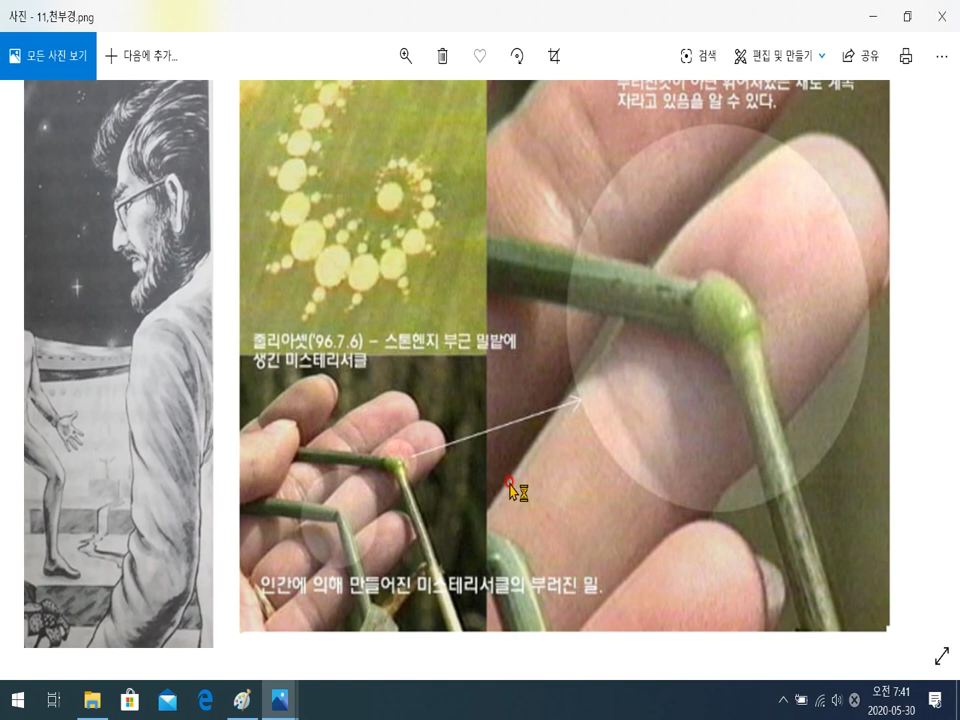 사진 - 11,천부경.png
모든 사진 보기
다음에 추가...
검색
편집 및 만들기
공유
자라고 있음을 알 수 있다.
줄리아셋('96.7.6) - 스톤헨지 부근 밀밭에
생긴 미스테리서클
인간에 의해 만들어진 미스테리서클의 부러진 밀.
오전 7:41
2020-05-30